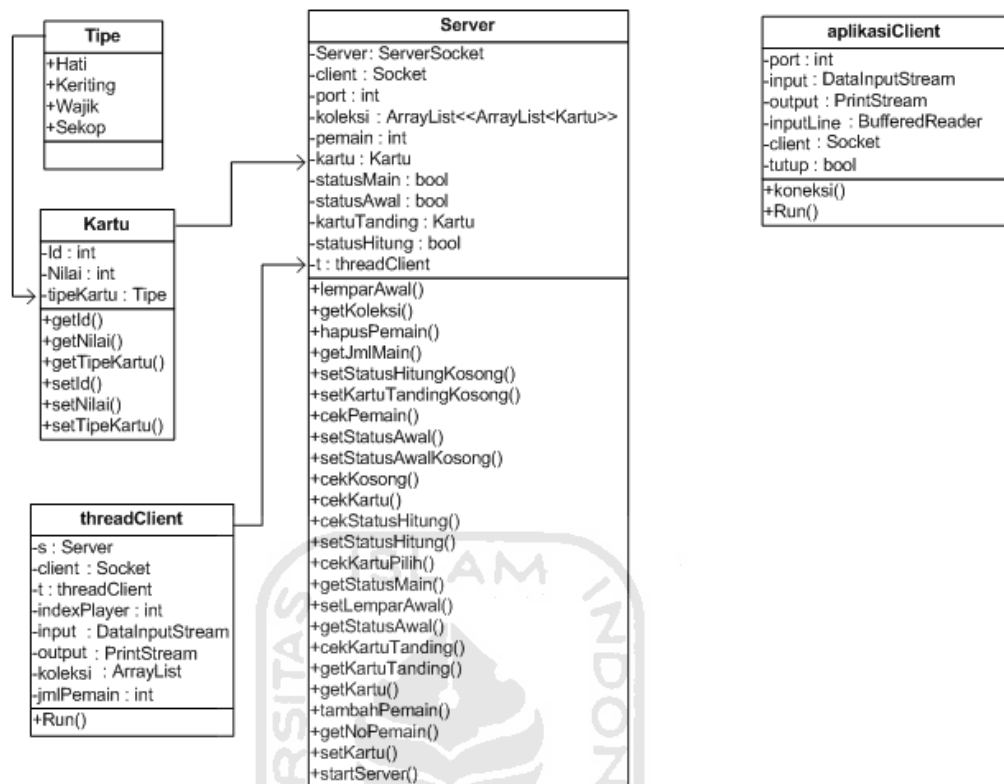 Tipe
+Hati
+Keriting
+Wajik
+Sekop
Kartu
-Id : int
-Nilai : int
-tipeKartu : Tipe
+getId()
+getNilai()
+getTipeKartu()
+setId()
+setNilai()
+setTipeKartu()
threadClient
-s : Server
-client : Socket
-t : threadClient
-indexPlayer : int
-input : DataInputStream
-output : PrintStream
-koleksi : ArrayList
-jmlPemain : int
+Run()
Server
-Server: ServerSocket
-client : Socket
-port : int
-koleksi : ArrayList<<ArrayList<Kartu>>
-pemain : int
-kartu : Kartu
-statusMain : bool
-statusAwal : bool
-kartuTanding : Kartu
-statusHitung : bool
-t : threadClient
+lemparAwal()
+getKoleksi()
+hapusPemain()
+getJmlMain()
+setStatusHitungKosong()
+setKartuTandingKosong()
+cekPemain()
+setStatusAwal()
+setStatusAwalKosong()
+cekKosong()
+cekKartu()
+cekStatusHitung()
+setStatusHitung()
+cekKartuPilih()
+getStatusMain()
+setLemparAwal()
+getStatusAwal()
+cekKartuTanding()
+getKartuTanding()
+getKartu()
+tambahPemain()
+getNoPemain()
+setKartu()
+startServer()
aplikasiClient
-port : int
-input : DataInputStream
-output : PrintStream
-inputLine : BufferedReader
-client : Socket
-tutup : bool
+koneksi()
+Run()
ISLAM